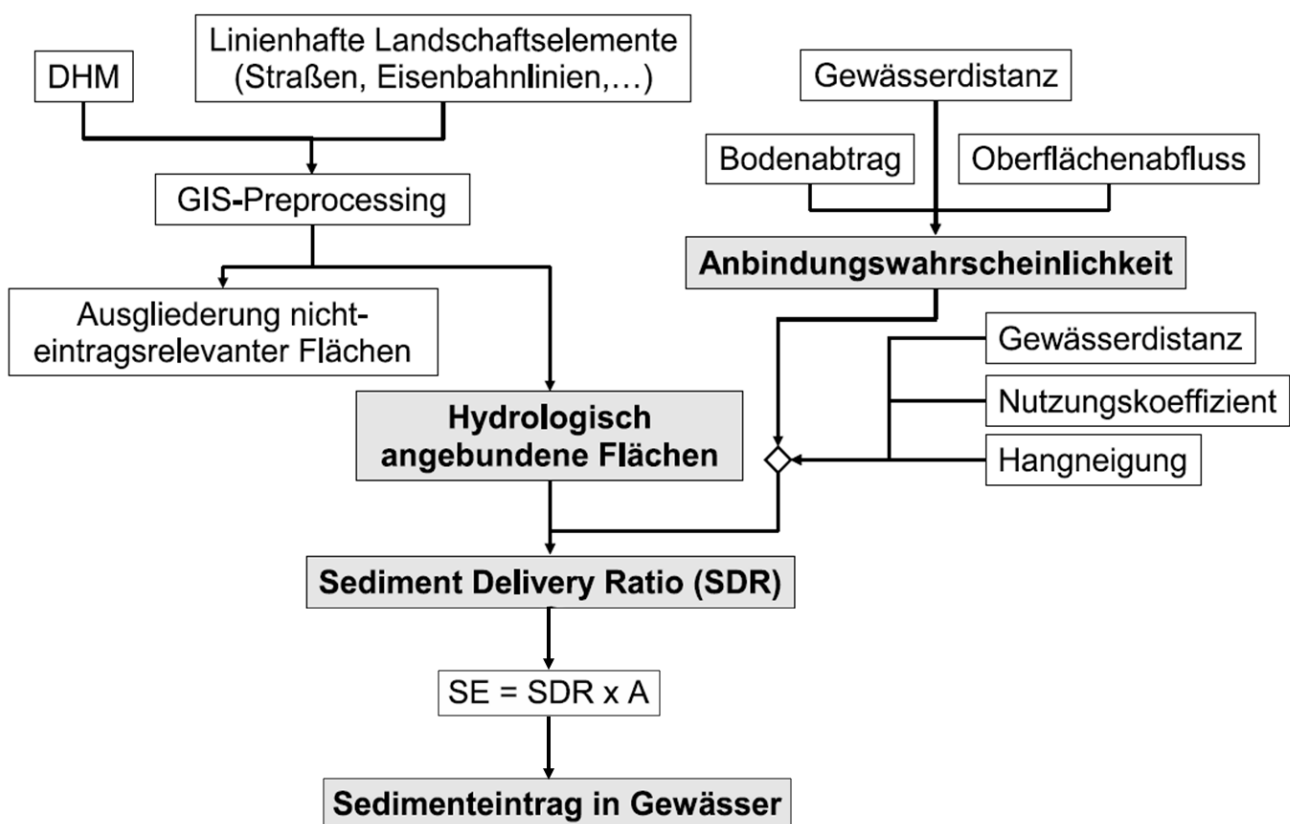 DHM
Linienhafte Landschaftselemente
(Straßen, Eisenbahnlinien,…)
GIS-Preprocessing
Ausgliederung nicht-
eintragsrelevanter Flächen
Hydrologisch
angebundene Flächen
Gewässerdistanz
Bodenabtrag
Oberflächenabfluss
Anbindungswahrscheinlichkeit
Gewässerdistanz
Nutzungskoeffizient
Hangneigung
Sediment Delivery Ratio (SDR)
SE = SDR x A
Sedimenteintrag in Gewässer